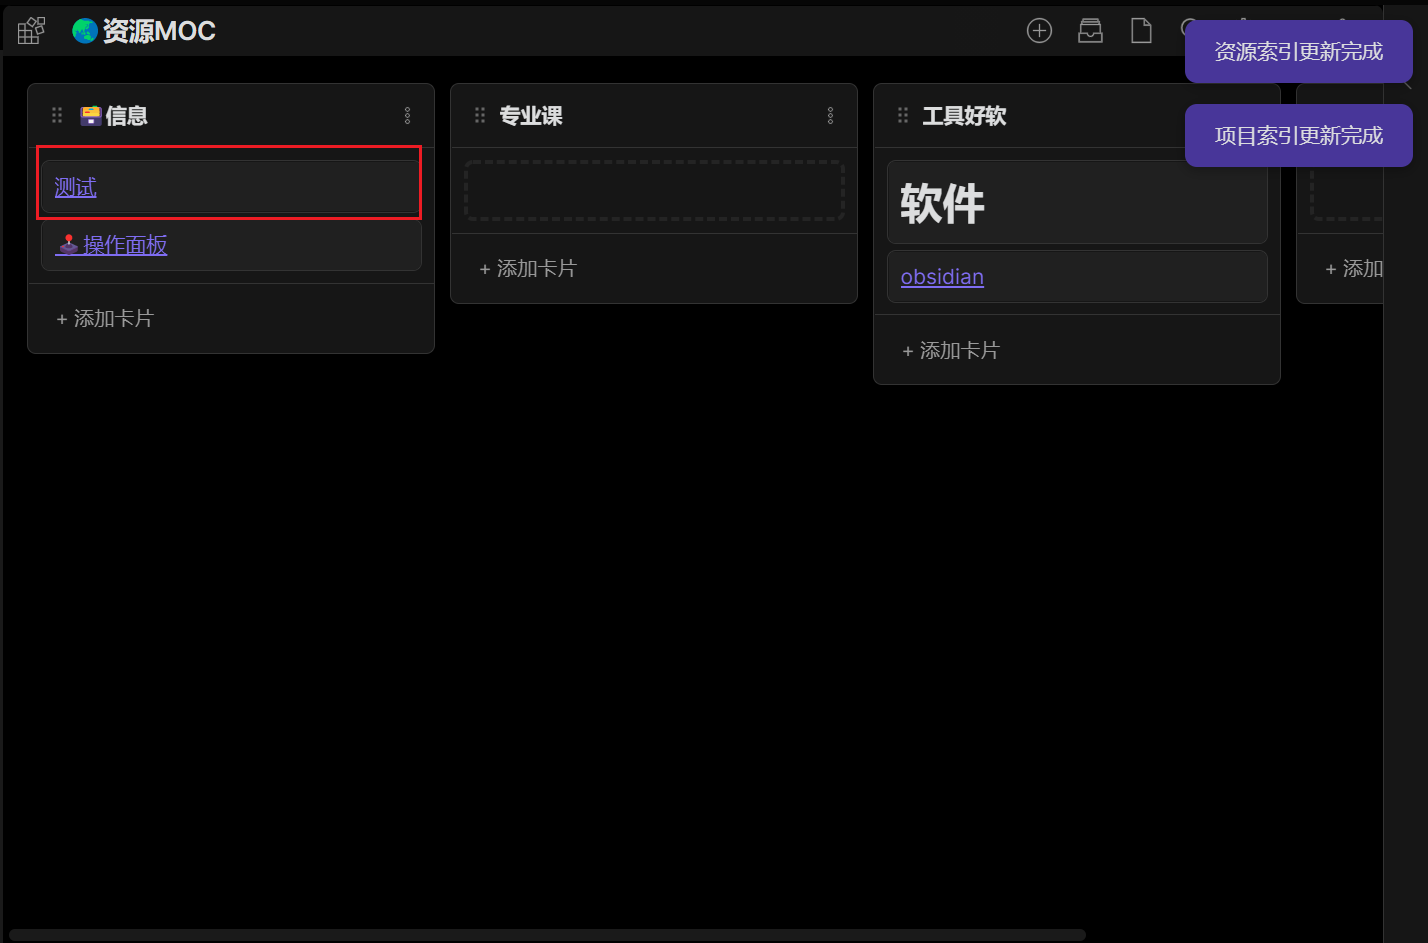 资源MOC
资源索引更新完成
项目索引更新完成
信息
测试
操作面板
+ 添加卡片
专业课
+ 添加卡片
工具好软
软件
obsidian
+ 添加卡片
+ 添加